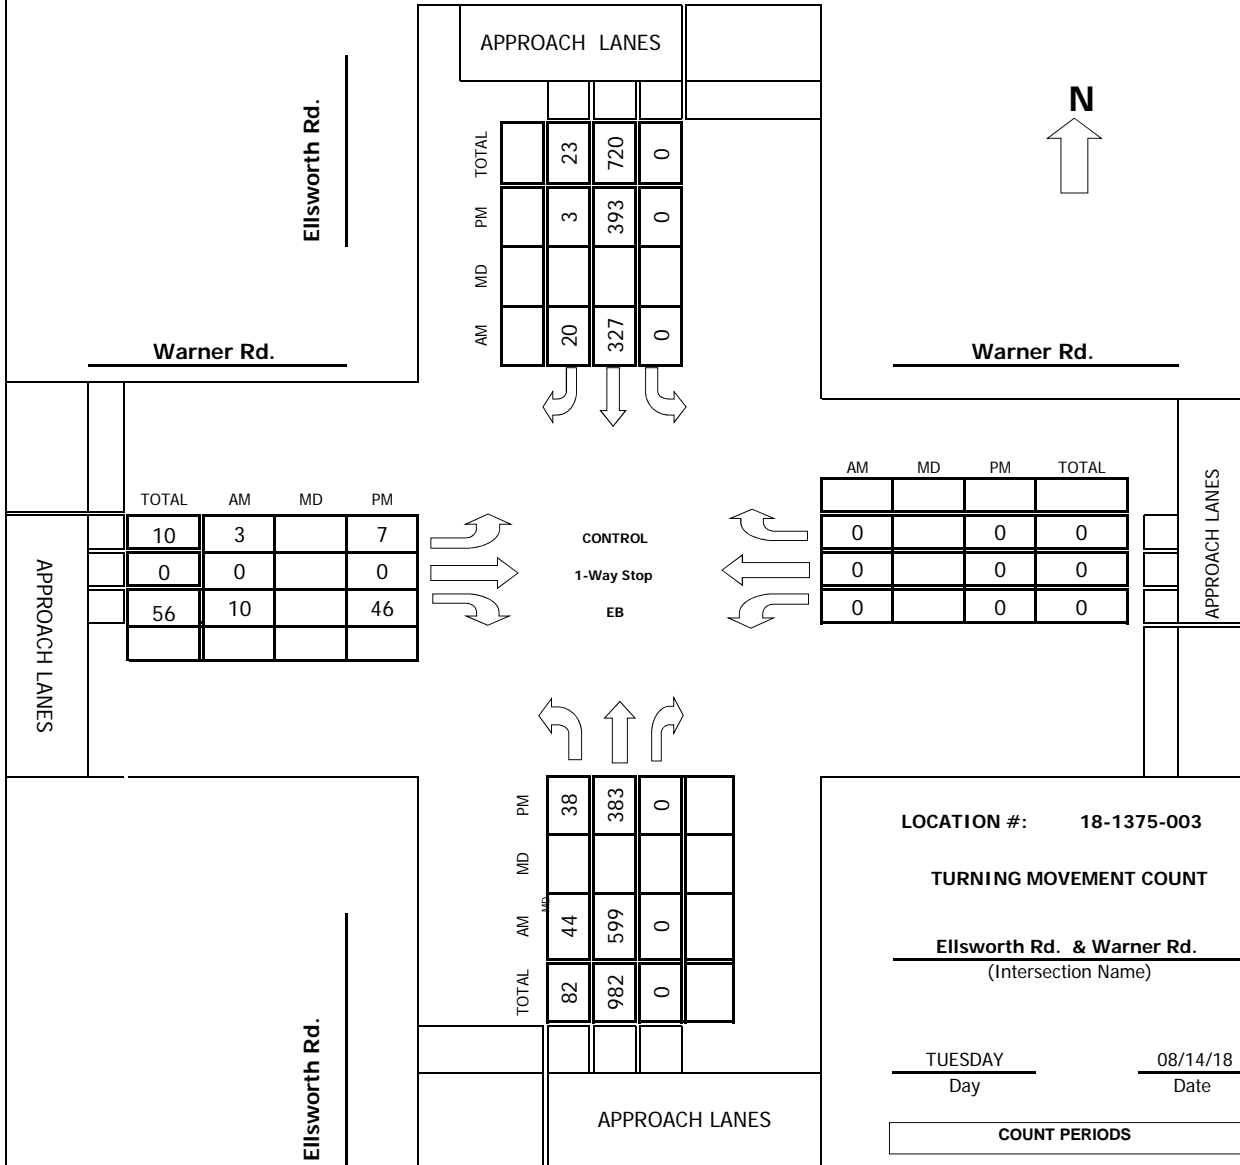 APPROACH LANES
N
Ellsworth Rd.
TOTAL 23 720 0
PM 3 393 0
MD
AM 20 327 0
Warner Rd.
Warner Rd.
TOTAL AM MD PM
10 3 7
0 0 0
56 10 46
APPROACH LANES
CONTROL
1-Way Stop
EB
AM MD PM TOTAL
0 0 0
0 0 0
0 0 0
APPROACH LANES
PM 38 383 0
MD
MD
AM 44 599 0
TOTAL 82 982 0
Ellsworth Rd.
APPROACH LANES
LOCATION #: 18-1375-003
TURNING MOVEMENT COUNT
Ellsworth Rd. & Warner Rd.
(Intersection Name)
TUESDAY 08/14/18
Day Date
COUNT PERIODS